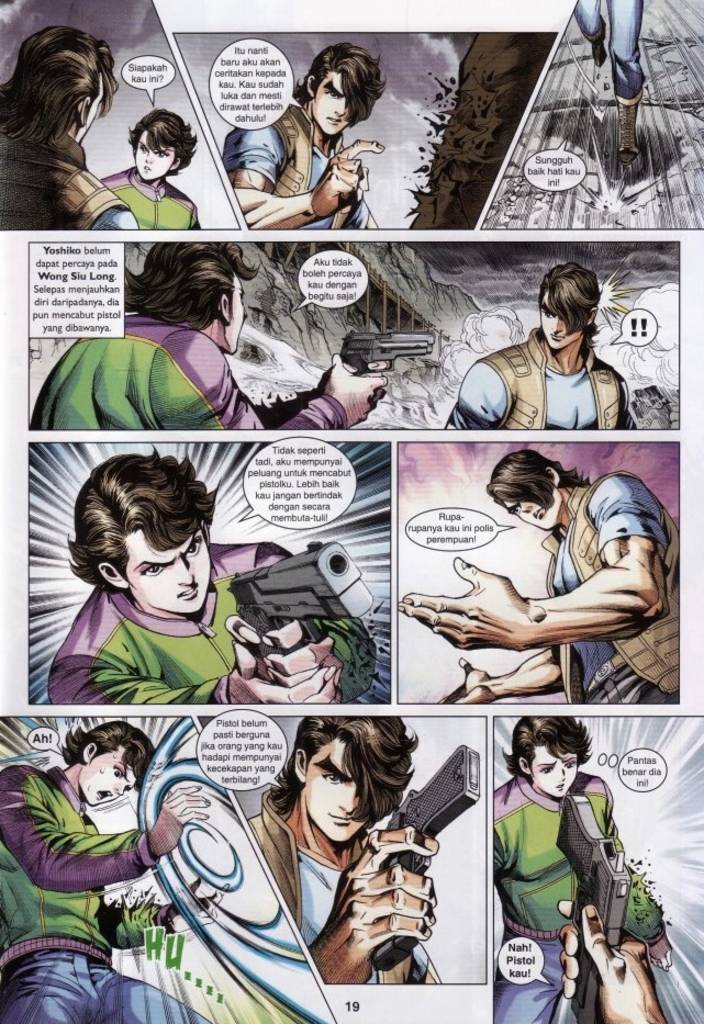 Siapakah
kau ini?
Itu nanti
baru aku akan
ceritakan kepada
kau. Kau sudah
luka dan mesti
dirawat terlebih
dahulu!
Sungguh
baik hati kau
ini!
Yoshiko belum
dapat percaya pada
Wong Siu Long.
Selepas menjauhkan
diri daripadanya, dia
pun mencabut pistol
yang dibawanya.
Aku tidak
boleh percaya
kau dengan
begitu saja!
!!
Tidak seperti
tadi, aku mempunyai
peluang untuk mencabut
pistolku. Lebih baik
kau jangan bertindak
dengan secara
membuta-tuli!
Rupa-
rupanya kau ini polis
perempuan!
Ah!
HU....
Pistol belum
pasti berguna
jika orang yang kau
hadapi mempunyai
kecekapan yang
terbilang!
Pantas
benar dia
ini!
Nah!
Pistol
kau!
19